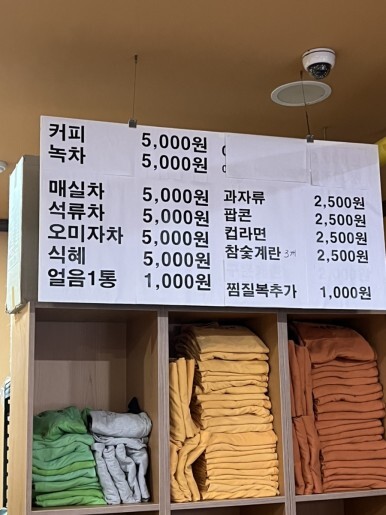 커피 5,000원
녹차 5,000원
매실차 5,000원
석류차 5,000원
오미자차 5,000원
식혜 5,000원
얼음1통 1,000원
과자류 2,500원
팝콘 2,500원
컵라면 2,500원
참숯계란 3개 2,500원
찜질복추가 1,000원